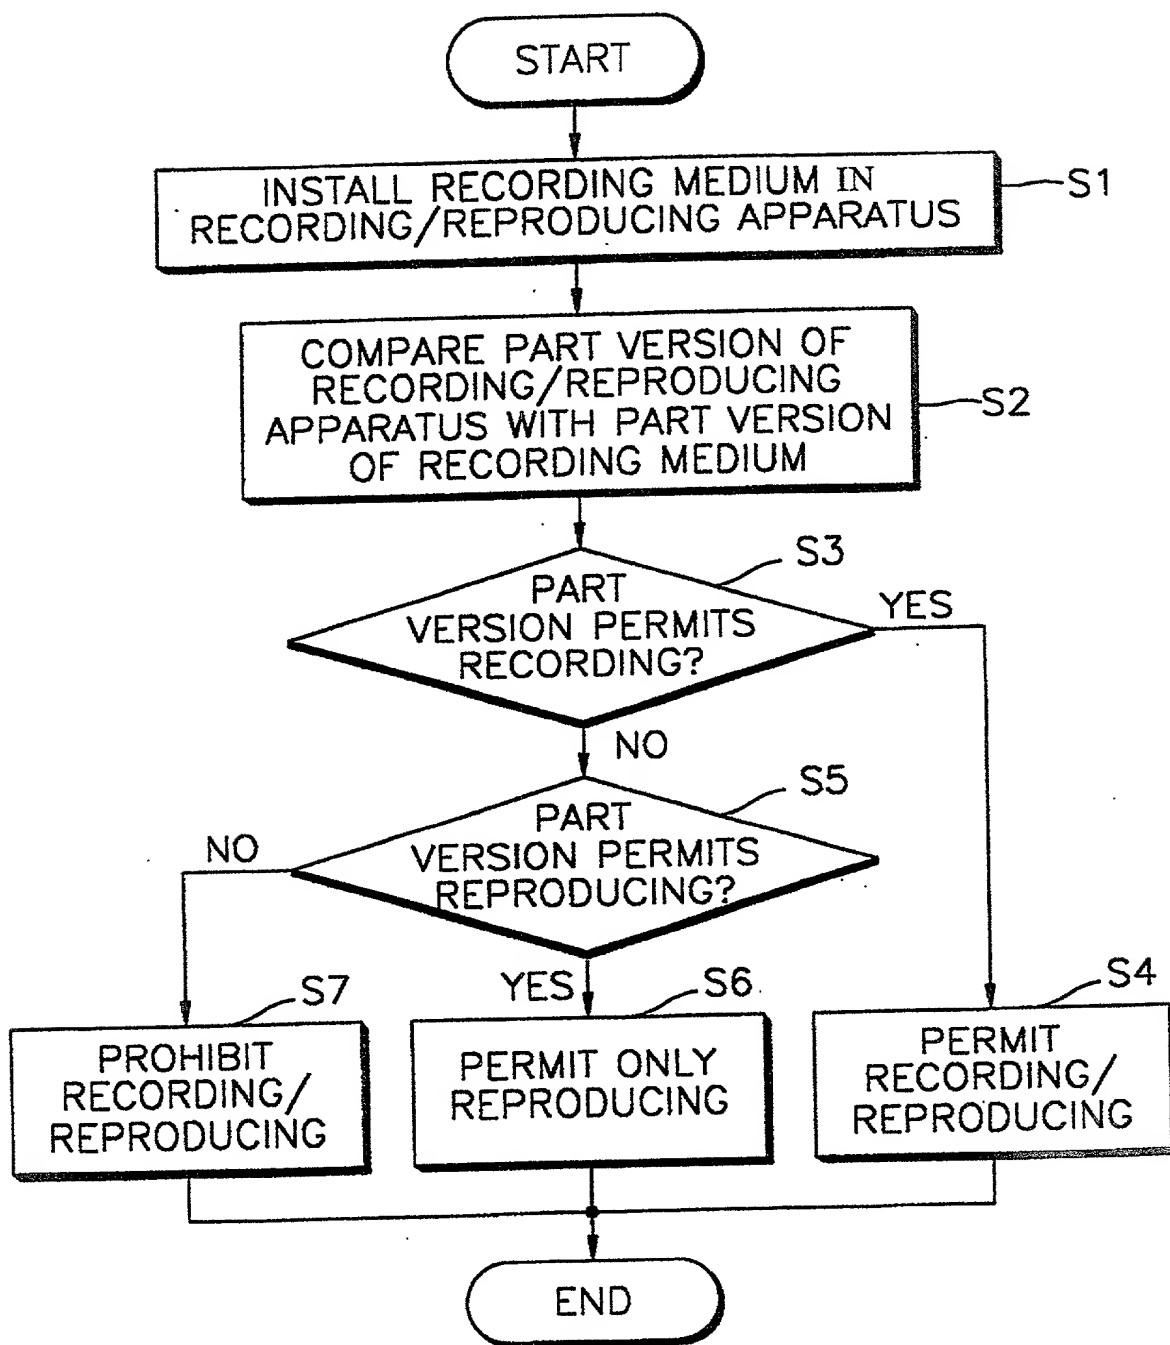 START
INSTALL RECORDING MEDIUM IN
RECORDING/REPRODUCING APPARATUS
S1
COMPARE PART VERSION OF
RECORDING/REPRODUCING
APPARATUS WITH PART VERSION
OF RECORDING MEDIUM
S2
S3
PART
VERSION PERMITS
RECORDING?
YES
NO
S5
PART
VERSION PERMITS
REPRODUCING?
NO
YES
S7
PROHIBIT
RECORDING/
REPRODUCING
S6
PERMIT ONLY
REPRODUCING
S4
PERMIT
RECORDING/
REPRODUCING
END